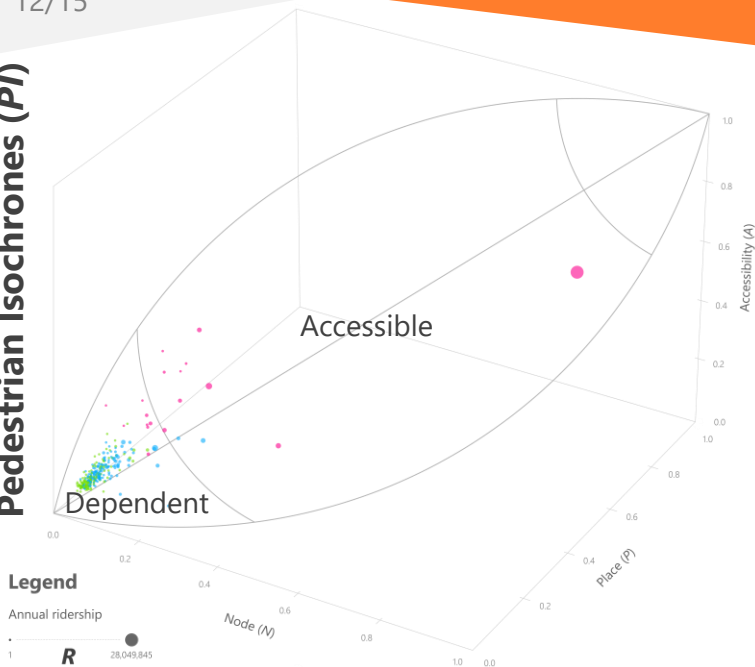 12/15
Pedestrian Isochrones (PI)
1.0
0.8
Accessibility (A)
0.6
0.4
0.2
0.0
Accessible
Dependent
0.0
0.2
0.4
0.6
0.8
1.0
Node (N)
0.0
0.2
0.4
0.6
0.8
1.0
Place (P)
Legend
Annual ridership
1
R
28,049,845